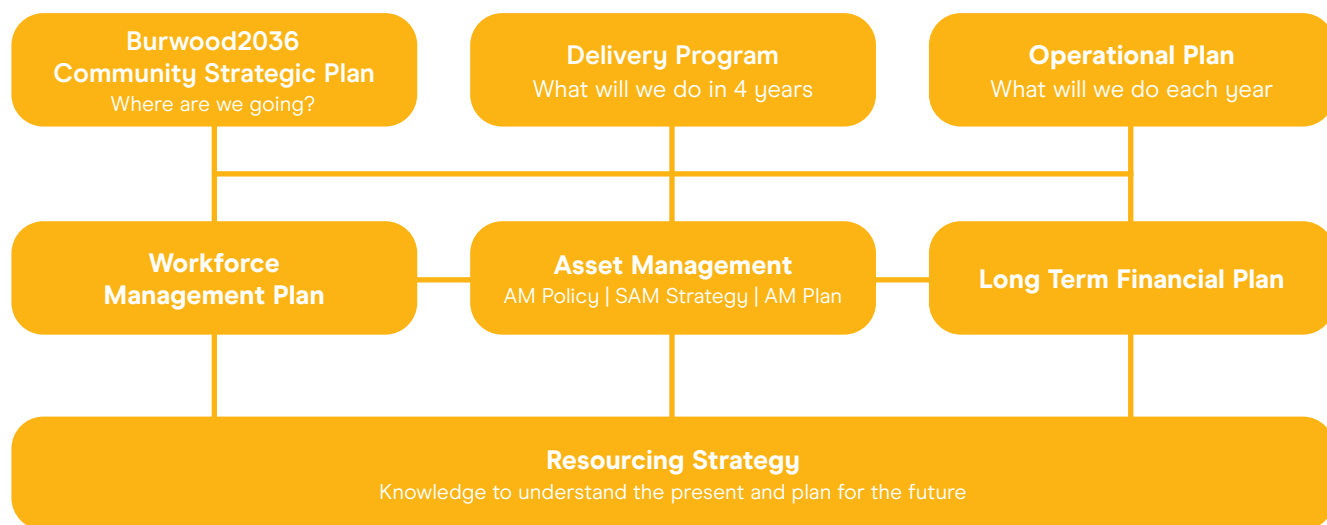 Burwood2036
Community Strategic Plan
Where are we going?
Delivery Program
What will we do in 4 years
Operational Plan
What will we do each year
Workforce
Management Plan
Asset Management
AM Policy | SAM Strategy | AM Plan
Long Term Financial Plan
Resourcing Strategy
Knowledge to understand the present and plan for the future